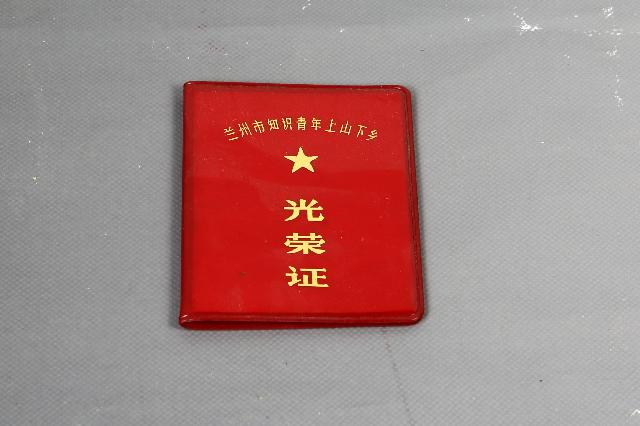 兰州市知识青年上山下乡
光
荣
证